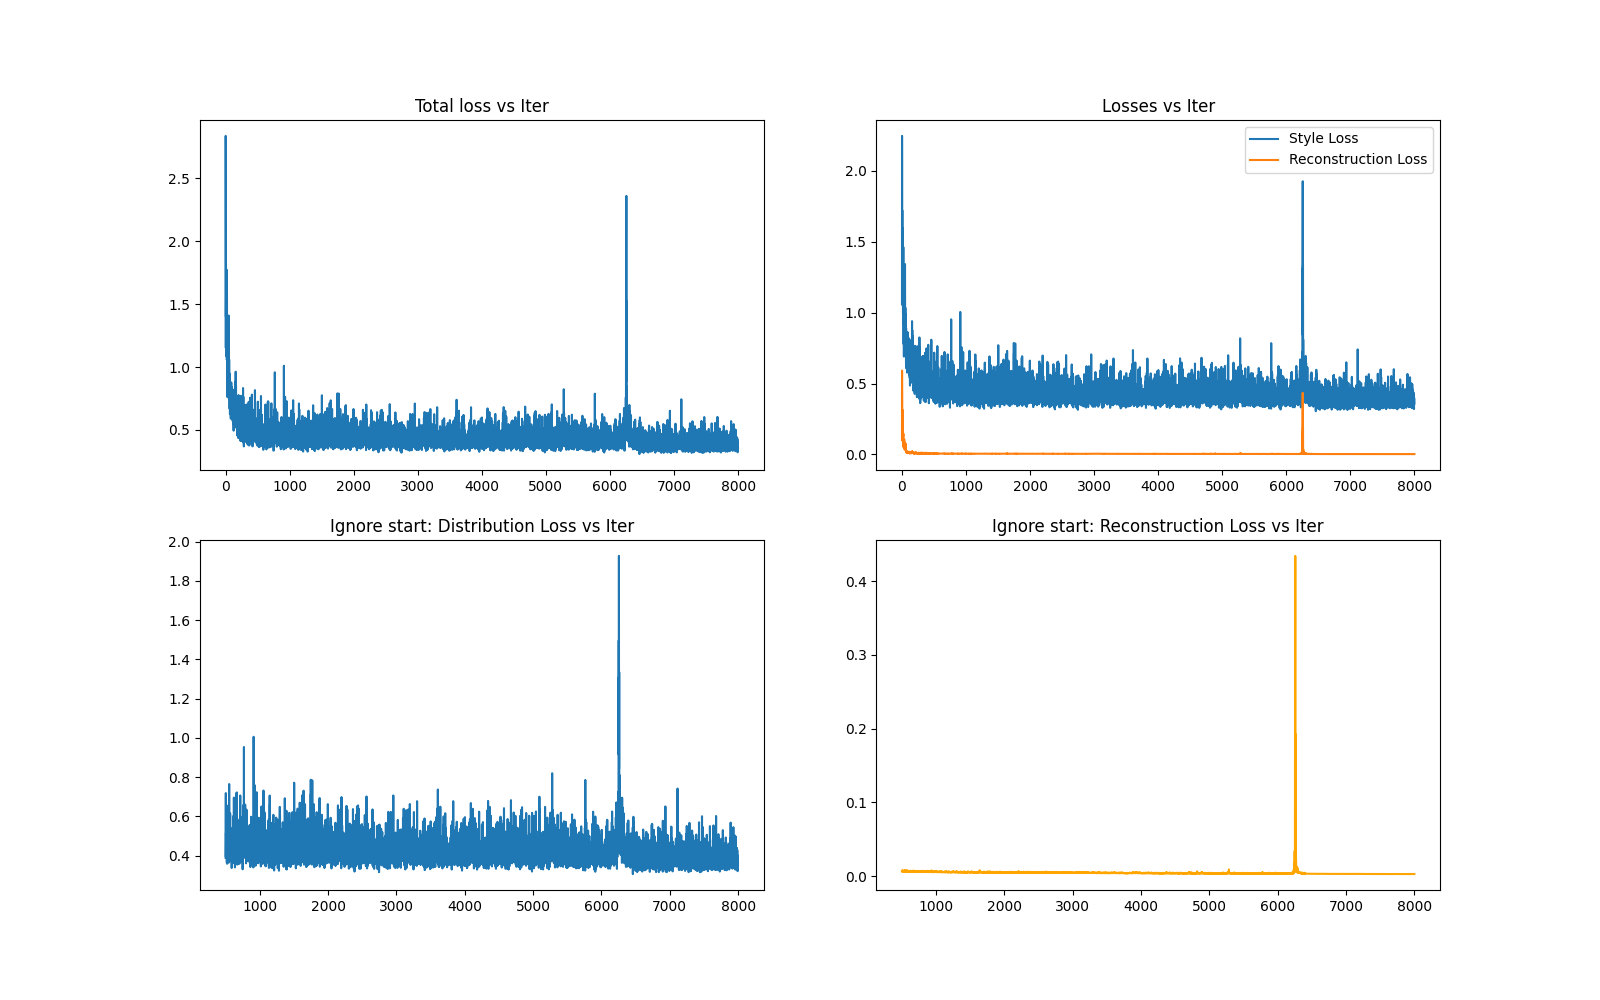 Total loss vs Iter
2.5
2.0
1.5
1.0
0.5
0 1000 2000 3000 4000 5000 6000 7000 8000
Losses vs Iter
Style Loss
Reconstruction Loss
2.0
1.5
1.0
0.5
0.0
0 1000 2000 3000 4000 5000 6000 7000 8000
Ignore start: Distribution Loss vs Iter
2.0
1.8
1.6
1.4
1.2
1.0
0.8
0.6
0.4
1000 2000 3000 4000 5000 6000 7000 8000
Ignore start: Reconstruction Loss vs Iter
0.4
0.3
0.2
0.1
0.0
1000 2000 3000 4000 5000 6000 7000 8000